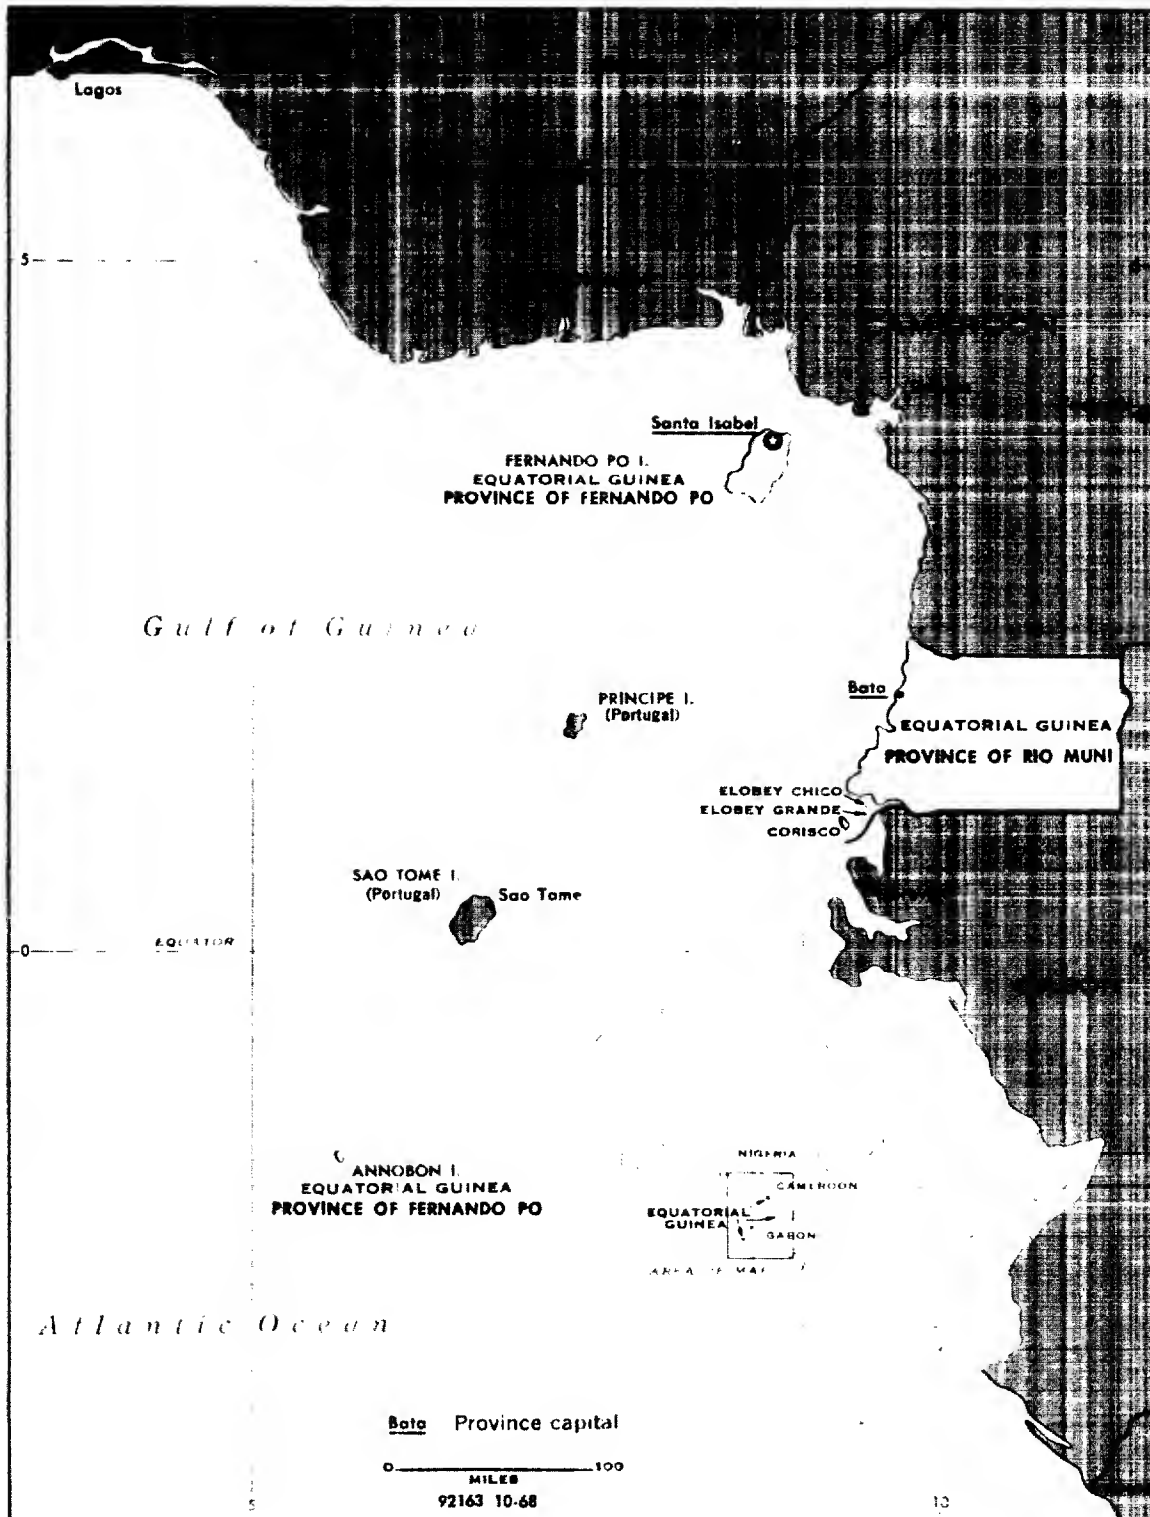 Lagos
5
Santa Isabel
FERNANDO PO I.
EQUATORIAL GUINEA
PROVINCE OF FERNANDO PO
Gulf of Guinea
PRINCIPE I.
(Portugal)
Bata
EQUATORIAL GUINEA
PROVINCE OF RIO MUNI
ELOBEY CHICO
ELOBEY GRANDE
CORISCO
SAO TOME I.
(Portugal)
Sao Tome
EQUATOR
0
ANNOBON I.
EQUATORIAL GUINEA
PROVINCE OF FERNANDO PO
NIGERIA
CAMEROON
EQUATORIAL
GUINEA
GABON
AREA OF MAP
Atlantic Ocean
Bata Province capital
0 100
MILES
92163 10-68
5 10